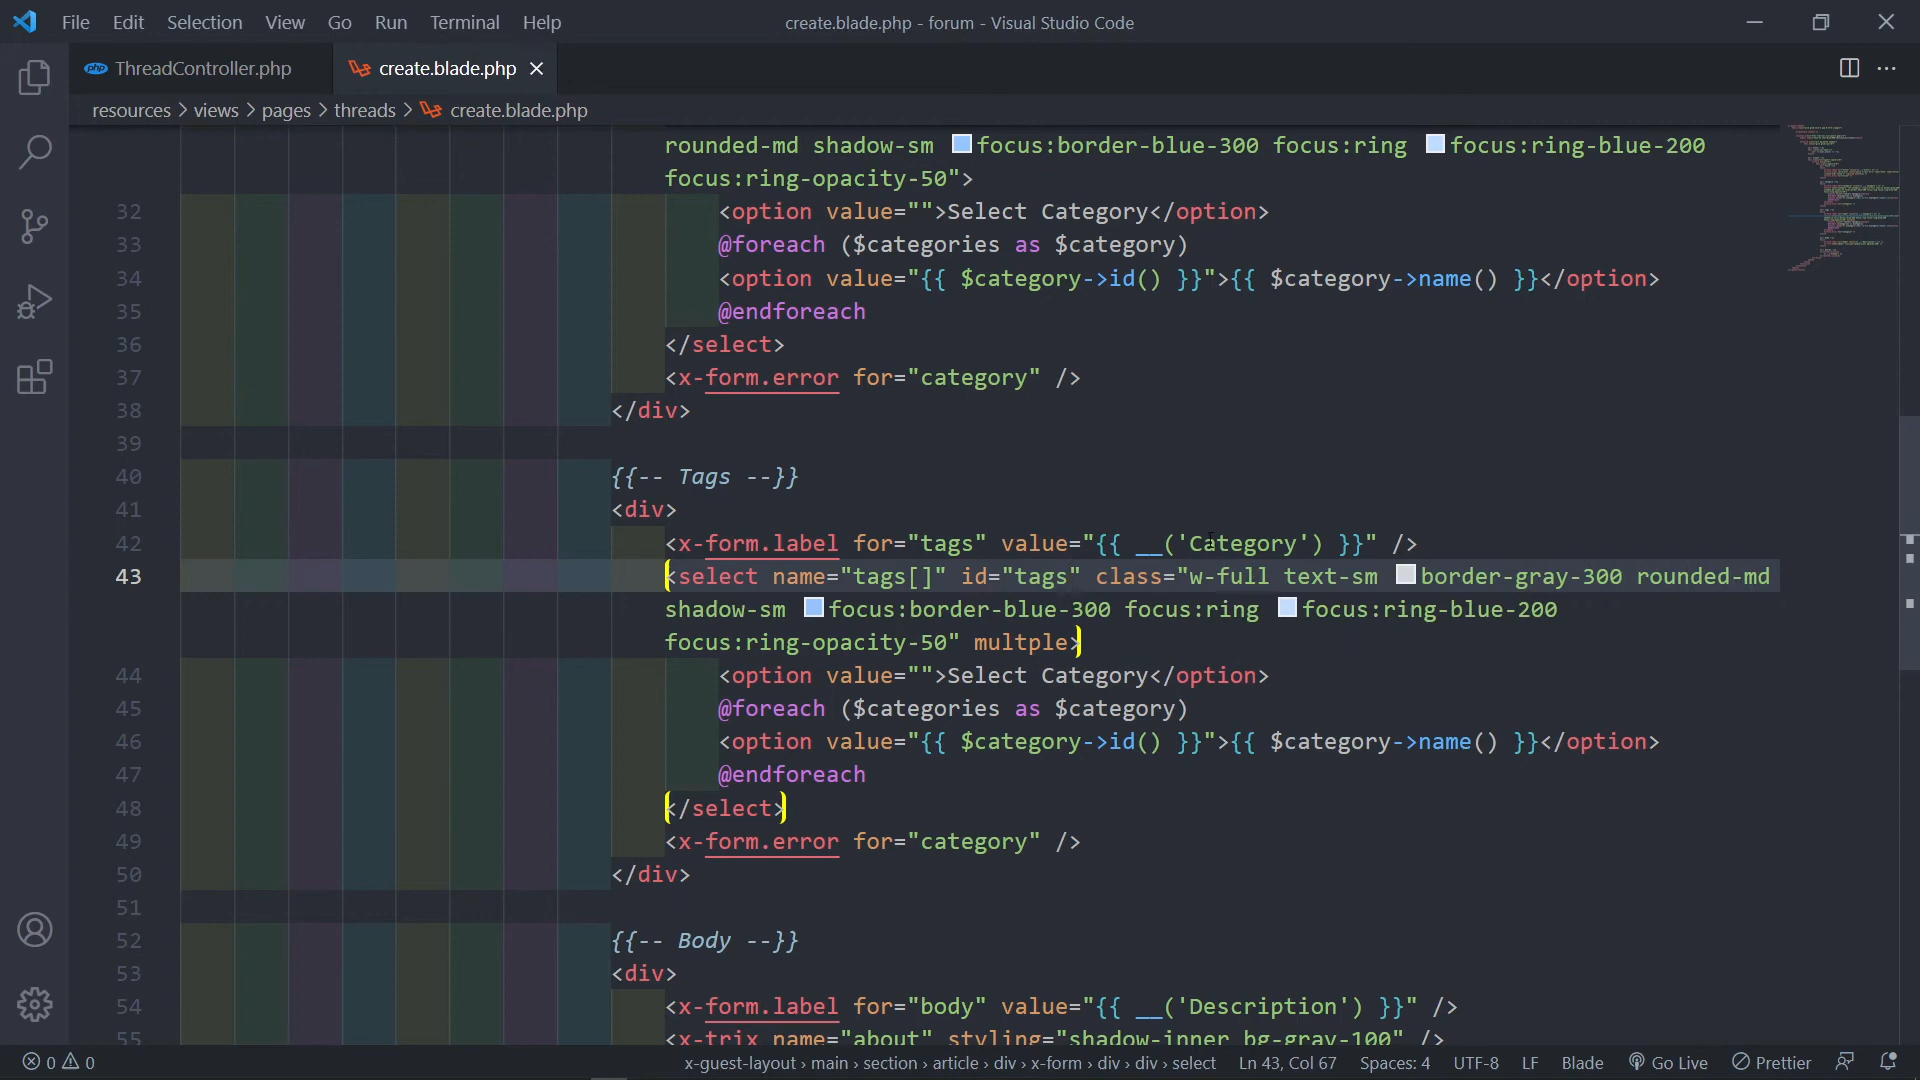 File Edit Selection View Go Run Terminal Help create.blade.php - forum - Visual Studio Code
php ThreadController.php create.blade.php
resources > views > pages > threads > create.blade.php
rounded-md shadow-sm focus:border-blue-300 focus:ring focus:ring-blue-200
focus:ring-opacity-50">
32 <option value="">Select Category</option>
33 @foreach ($categories as $category)
34 <option value="{{ $category->id() }}">{{ $category->name() }}</option>
35 @endforeach
36 </select>
37 <x-form.error for="category" />
38 </div>
39
40 {{-- Tags --}}
41 <div>
42 <x-form.label for="tags" value="{{ __('Category') }}" />
43 <select name="tags[]" id="tags" class="w-full text-sm border-gray-300 rounded-md
shadow-sm focus:border-blue-300 focus:ring focus:ring-blue-200
focus:ring-opacity-50" multple>
44 <option value="">Select Category</option>
45 @foreach ($categories as $category)
46 <option value="{{ $category->id() }}">{{ $category->name() }}</option>
47 @endforeach
48 </select>
49 <x-form.error for="category" />
50 </div>
51
52 {{-- Body --}}
53 <div>
54 <x-form.label for="body" value="{{ __('Description') }}" />
55 <x-trix name="about" styling="shadow-inner bg-gray-100" />
0 0 x-guest-layout › main › section › article › div › x-form › div › div › select Ln 43, Col 67 Spaces: 4 UTF-8 LF Blade Go Live Prettier